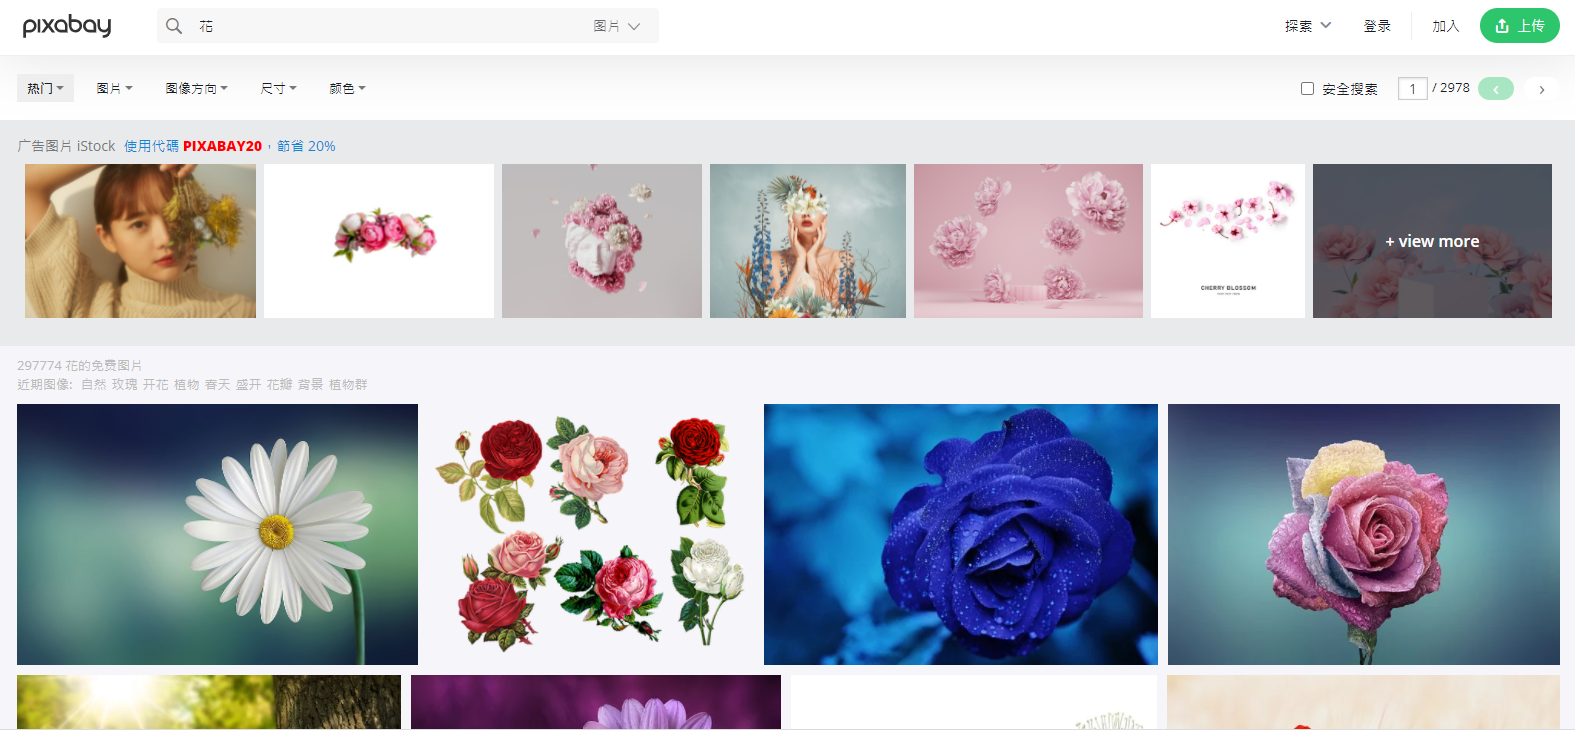 pixabay
花
图片
探索
登录
加入
上传
热门
图片
图像方向
尺寸
颜色
安全搜索
1 / 2978
广告图片 iStock 使用代碼 PIXABAY20，節省 20%
CHERRY BLOSSOM
+ view more
297774 花的免费图片
近期图像: 自然 玫瑰 开花 植物 春天 盛开 花瓣 背景 植物群